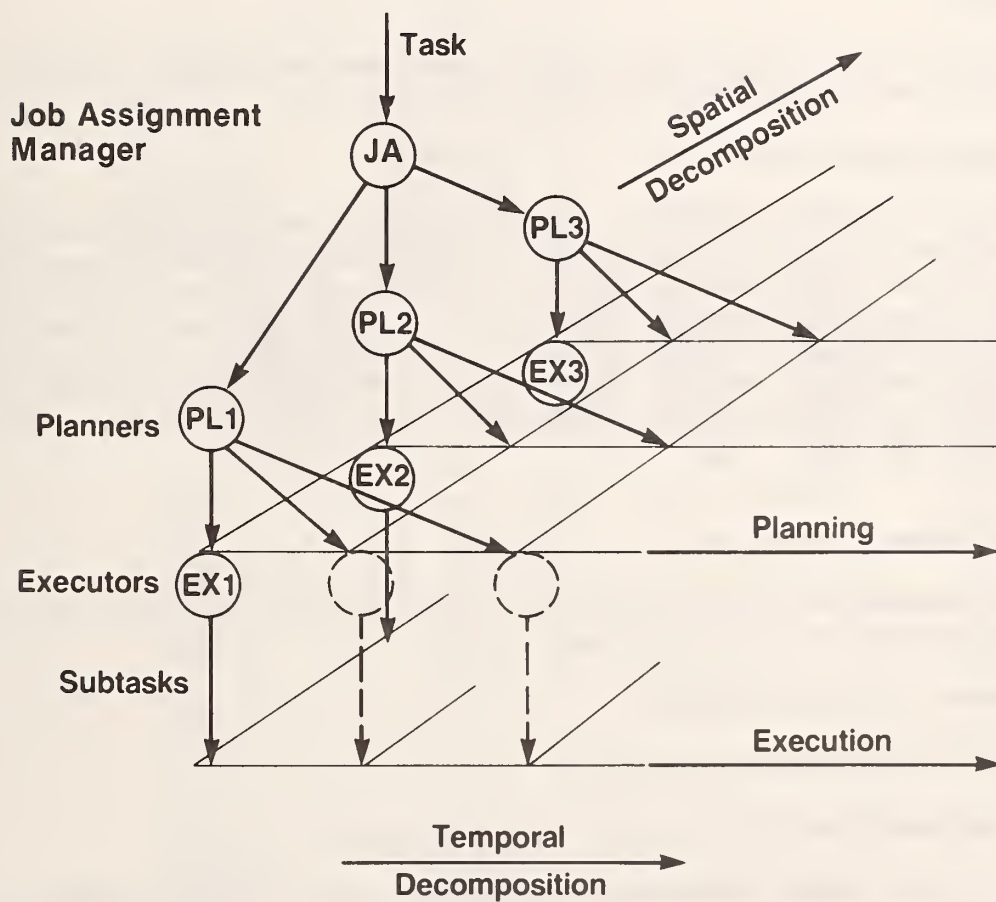 Task
Job Assignment
Manager
JA
Spatial
Decomposition
PL3
PL2
EX3
Planners
PL1
EX2
Planning
Executors
EX1
Subtasks
Execution
Temporal
Decomposition